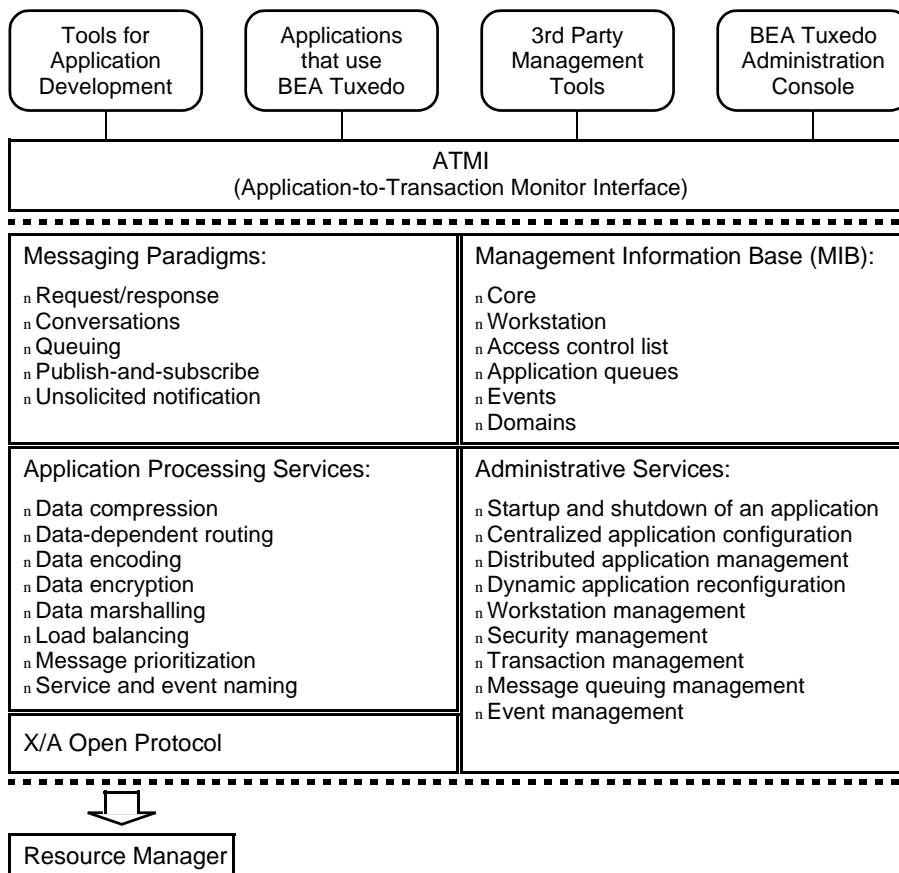 Tools for
Application
Development
Applications
that use
BEA Tuxedo
3rd Party
Management
Tools
BEA Tuxedo
Administration
Console
ATMI
(Application-to-Transaction Monitor Interface)
Messaging Paradigms:
n Request/response
n Conversations
n Queuing
n Publish-and-subscribe
n Unsolicited notification
Management Information Base (MIB):
n Core
n Workstation
n Access control list
n Application queues
n Events
n Domains
Application Processing Services:
n Data compression
n Data-dependent routing
n Data encoding
n Data encryption
n Data marshalling
n Load balancing
n Message prioritization
n Service and event naming
X/A Open Protocol
Administrative Services:
n Startup and shutdown of an application
n Centralized application configuration
n Distributed application management
n Dynamic application reconfiguration
n Workstation management
n Security management
n Transaction management
n Message queuing management
n Event management
Resource Manager